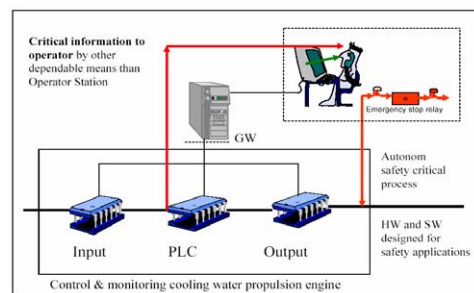 Critical information to
operator by other
dependable means than
Operator Station
Emergency stop relay
GW
Autonom
safety critical
process
Input
PLC
Output
HW and SW
designed for
safety applications
Control & monitoring cooling water propulsion engine